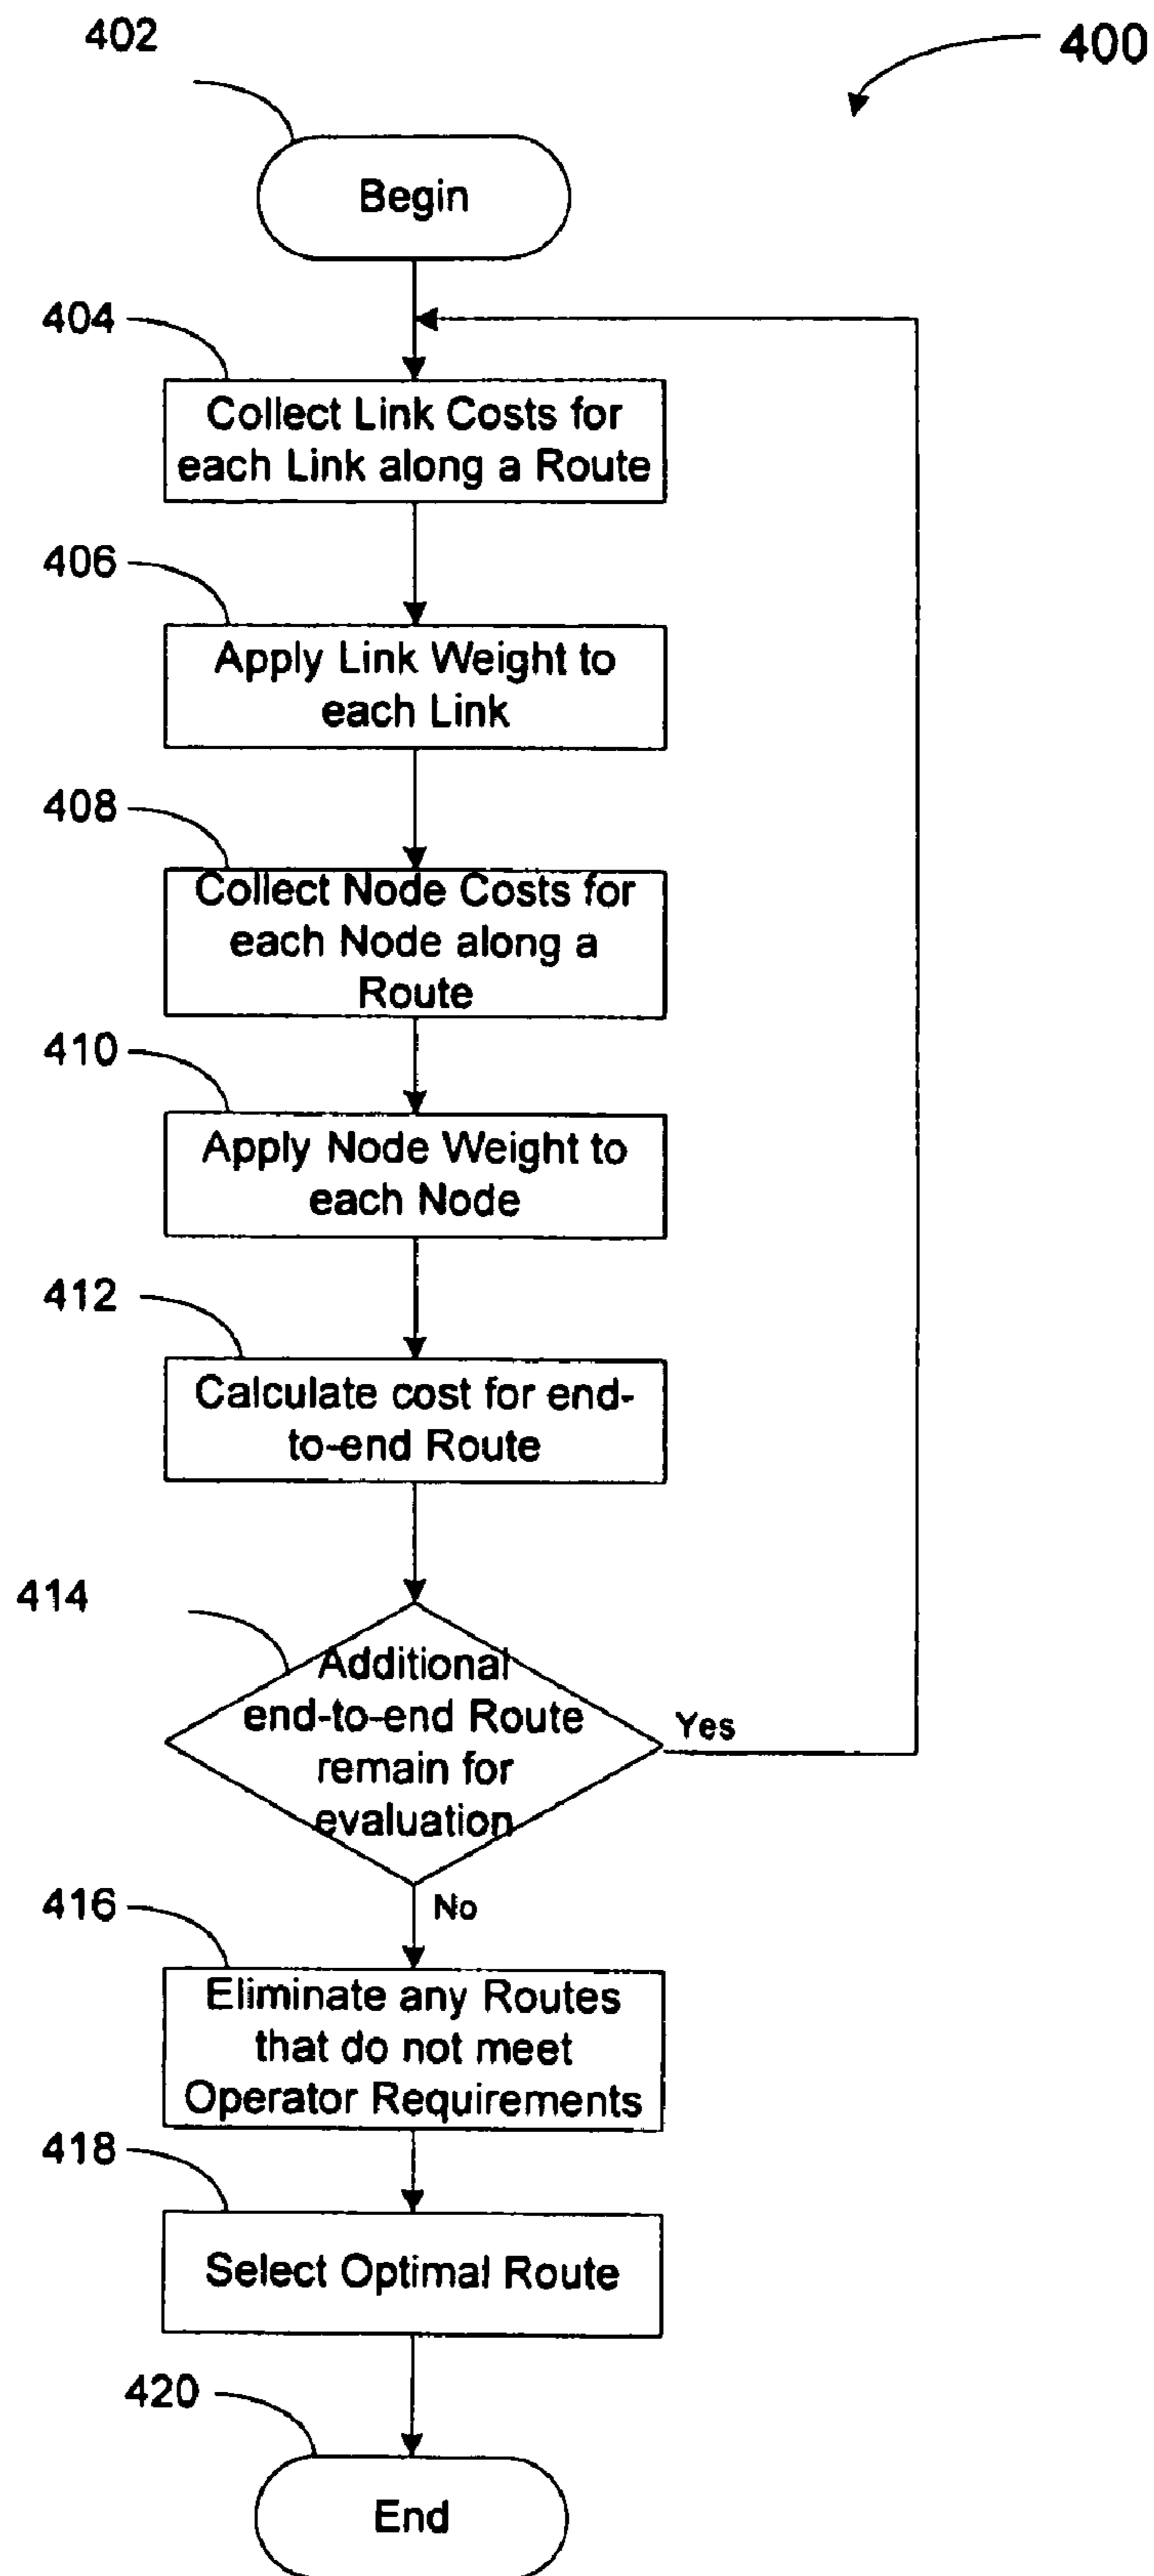 402
400
Begin
404
Collect Link Costs for
each Link along a Route
406
Apply Link Weight to
each Link
408
Collect Node Costs for
each Node along a
Route
410
Apply Node Weight to
each Node
412
Calculate cost for end-
to-end Route
414
Additional
end-to-end Route
remain for
evaluation
Yes
No
416
Eliminate any Routes
that do not meet
Operator Requirements
418
Select Optimal Route
420
End